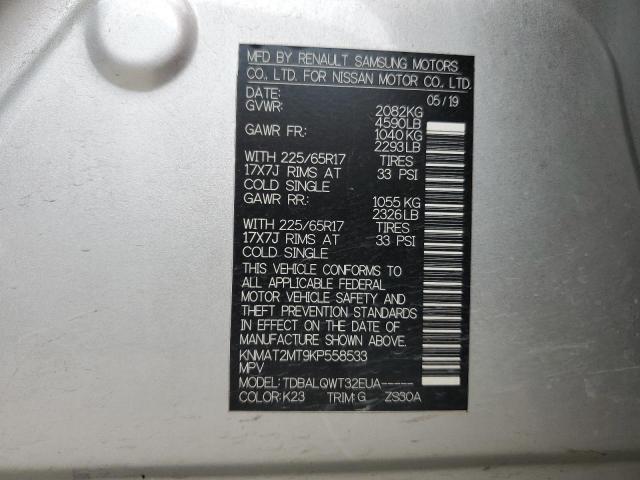 MFD BY RENAULT SAMSUNG MOTORS
CO., LTD. FOR NISSAN MOTOR CO., LTD.
DATE: 05/19
GVWR: 2082KG
4590LB
GAWR FR: 1040KG
2293LB
WITH 225/65R17 TIRES
17X7J RIMS AT 33 PSI
COLD SINGLE
GAWR RR: 1055 KG
2326LB
WITH 225/65R17 TIRES
17X7J RIMS AT 33 PSI
COLD SINGLE
THIS VEHICLE CONFORMS TO
ALL APPLICABLE FEDERAL
MOTOR VEHICLE SAFETY AND
THEFT PREVENTION STANDARDS
IN EFFECT ON THE DATE OF
MANUFACTURE SHOWN ABOVE.
KNMAT2MT9KP558533
MPV
MODEL: TDBALQWT32EUA-----
COLOR: K23 TRIM: G ZS30A